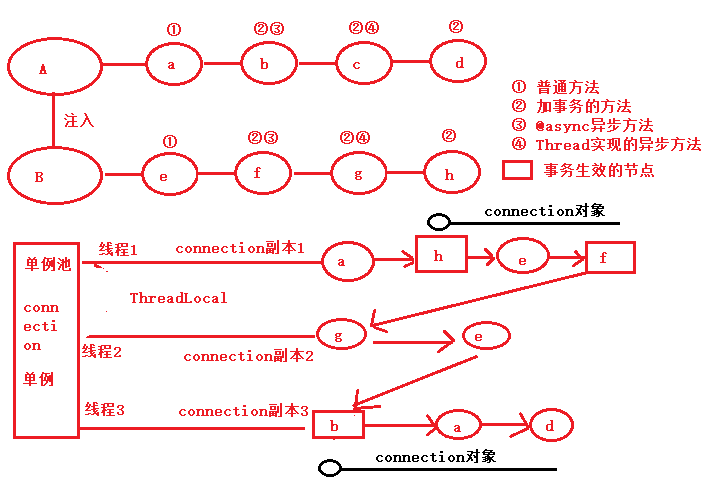 ① ②③ ②④ ②
A a b c d
① 普通方法
② 加事务的方法
③ @async异步方法
④ Thread实现的异步方法
事务生效的节点
注入
① ②③ ②④ ②
B e f g h
connection对象
线程1 connection副本1 a h e f
单例池
ThreadLocal
conn
ecti
on
单例
线程2 connection副本2 g e
线程3 connection副本3 b a d
connection对象